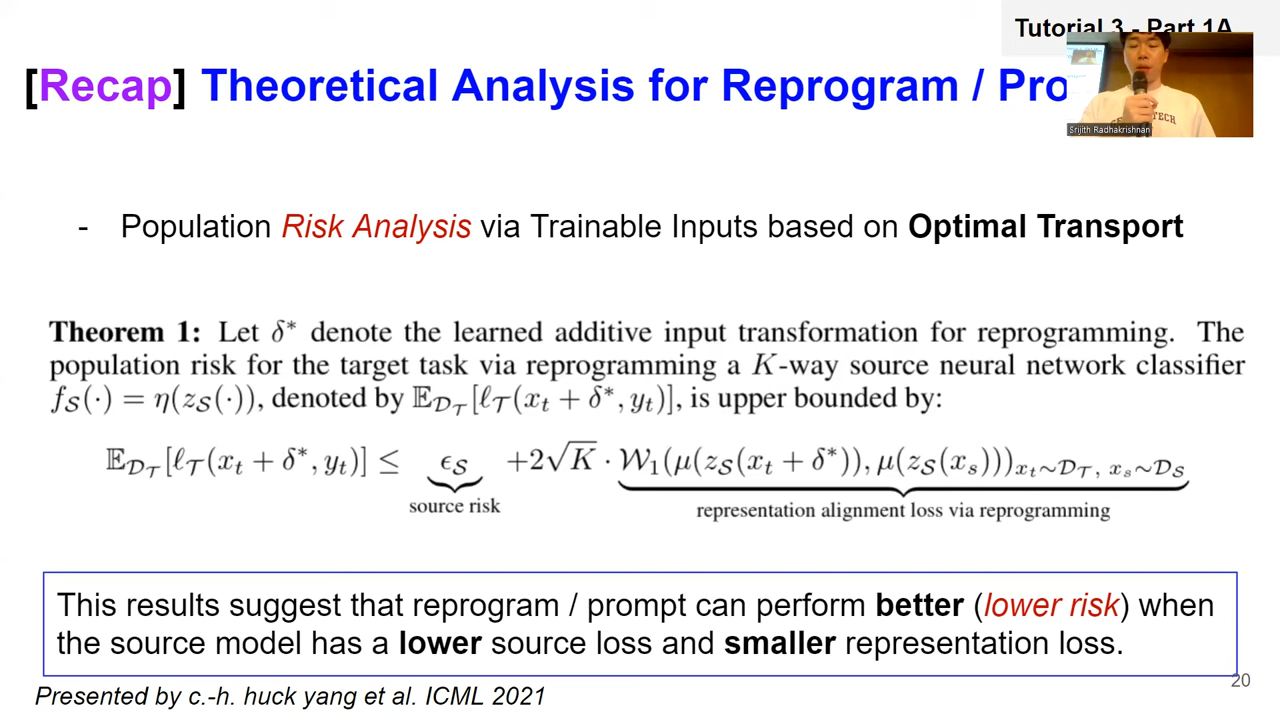 Tutorial 3 - Part 1A
[Recap] Theoretical Analysis for Reprogram / Pro
Srijith Radhakrishnan
- Population Risk Analysis via Trainable Inputs based on Optimal Transport
Theorem 1: Let δ* denote the learned additive input transformation for reprogramming. The
population risk for the target task via reprogramming a K-way source neural network classifier
f_S(·) = η(z_S(·)), denoted by 𝔼_{D_T}[ℓ_T(x_t + δ*, y_t)], is upper bounded by:
𝔼_{D_T}[ℓ_T(x_t + δ*, y_t)] ≤ ϵ_S +2√K · W_1(μ(z_S(x_t + δ*)), μ(z_S(x_s)))_{x_t∼D_T, x_s∼D_S}
source risk
representation alignment loss via reprogramming
This results suggest that reprogram / prompt can perform better (lower risk) when
the source model has a lower source loss and smaller representation loss.
20
Presented by c.-h. huck yang et al. ICML 2021